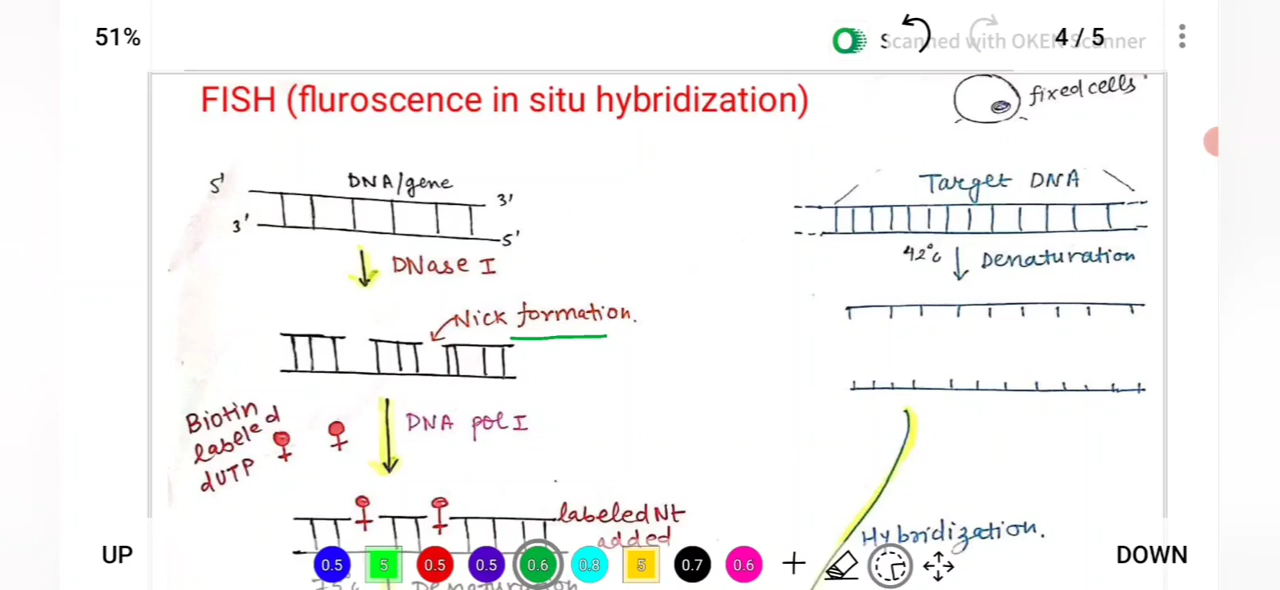 51%
Scanned with OKEN Scanner
4 / 5
FISH (fluroscence in situ hybridization)
fixed cells
5'
DNA/gene
3'
3'
5'
DNase I
Nick formation.
Biotin
labeled
dUTP
DNA pol I
labeled Nt
added
75c
Denaturation
Target DNA
42°c
Denaturation
Hybridization.
UP
0.5
5
0.5
0.5
0.6
0.8
5
0.7
0.6
DOWN